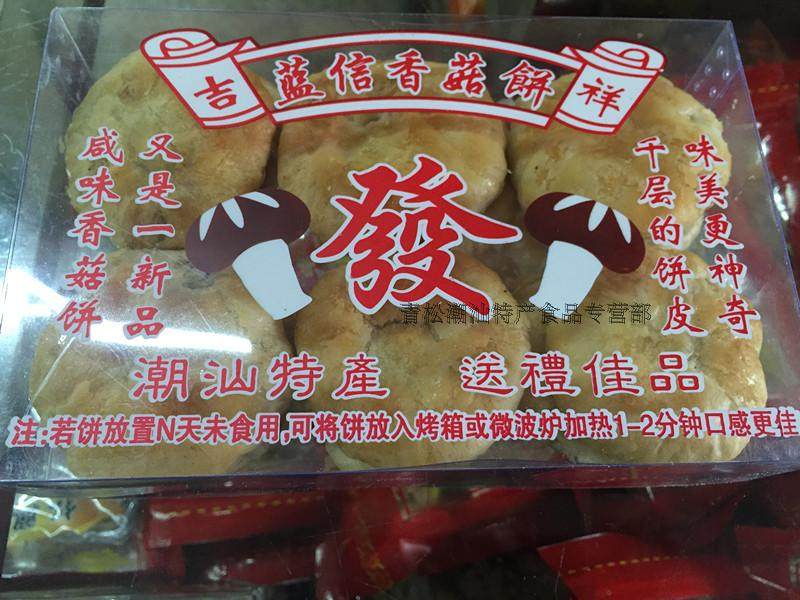 吉
蓝信香菇餅
祥
咸味香菇饼
又是一新品
發
千层的饼皮
味美更神奇
青松潮汕特产食品专营部
潮汕特產 送禮佳品
注:若饼放置N天未食用,可将饼放入烤箱或微波炉加热1-2分钟口感更佳